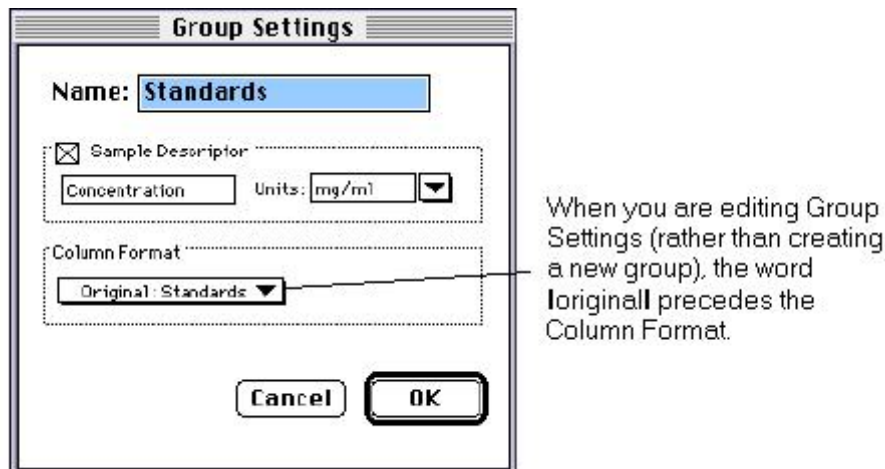 Group Settings
Name: Standards
Sample Descriptor
Concentration Units: mg/ml
Column Format
Original: Standards
Cancel OK
When you are editing Group
Settings (rather than creating
a new group), the word
loriginall precedes the
Column Format.